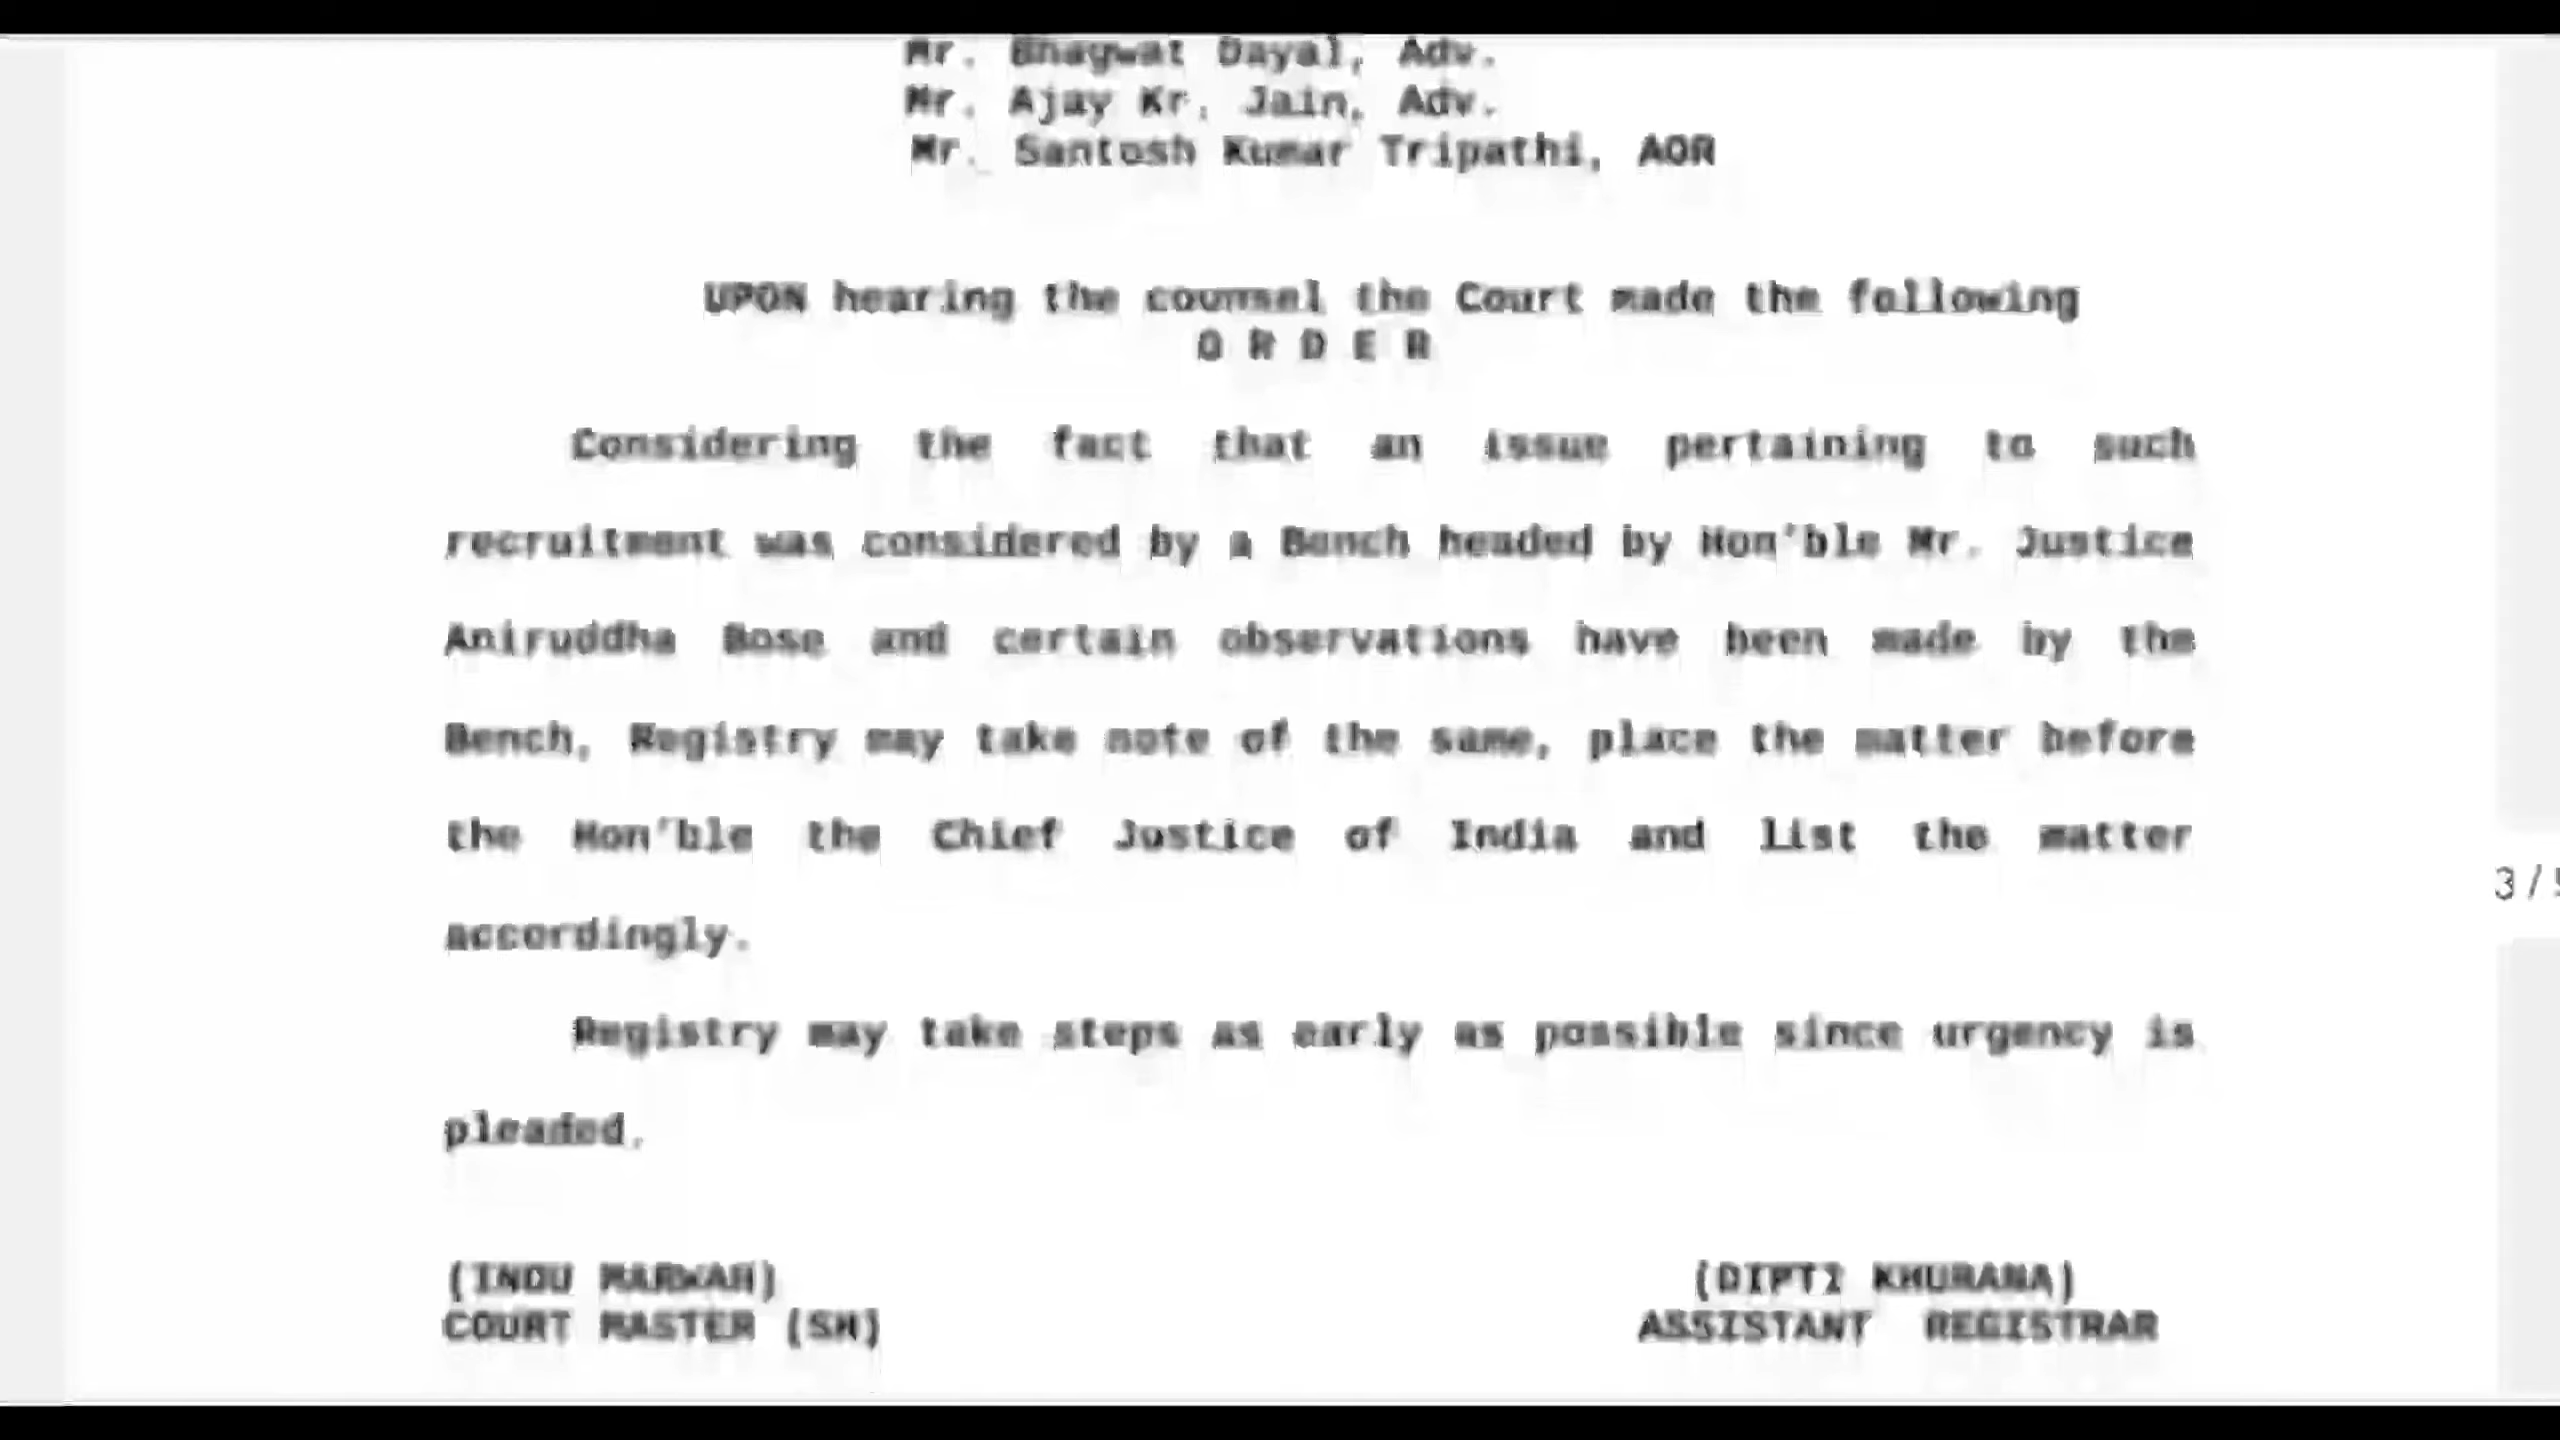 Mr. Bhagwat Dayal, Adv.
Mr. Ajay Kr. Jain, Adv.
Mr. Santosh Kumar Tripathi, AOR
UPON hearing the counsel the Court made the following
O R D E R
Considering the fact that an issue pertaining to such
recruitment was considered by a Bench headed by Hon'ble Mr. Justice
Aniruddha Bose and certain observations have been made by the
Bench, Registry may take note of the same, place the matter before
the Hon'ble the Chief Justice of India and list the matter
accordingly.
3/5
Registry may take steps as early as possible since urgency is
pleaded.
(INDU MARWAH) (DIPTI KHURANA)
COURT MASTER (SH) ASSISTANT REGISTRAR